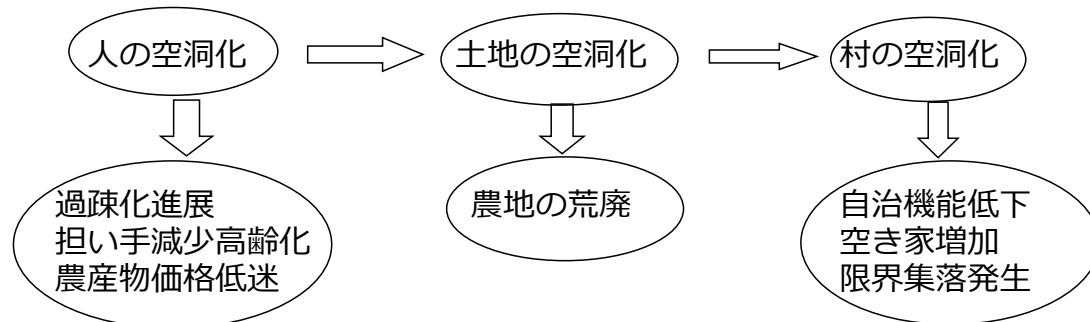 人の空洞化
土地の空洞化
村の空洞化
過疎化進展
担い手減少高齢化
農産物価格低迷
農地の荒廃
自治機能低下
空き家増加
限界集落発生